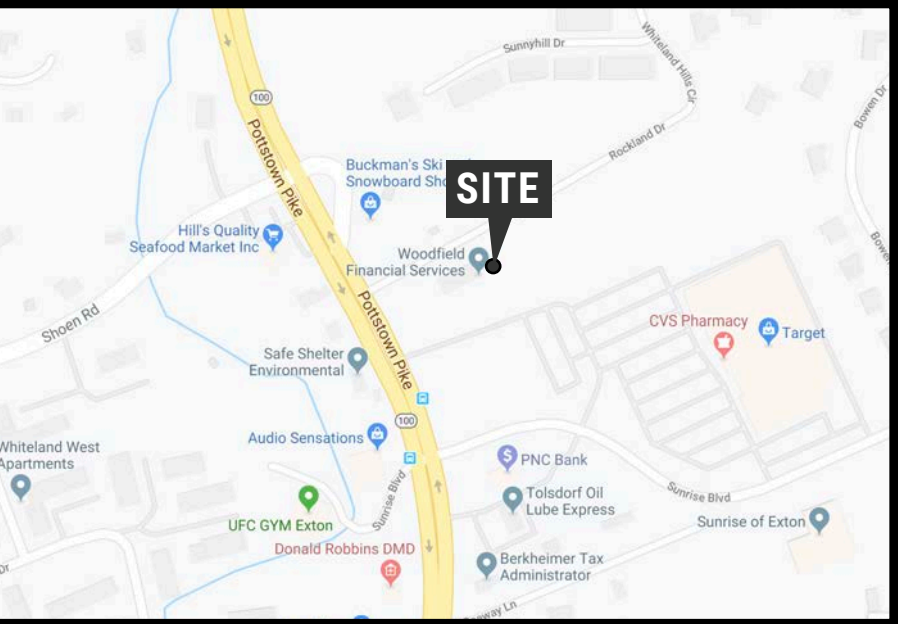 Sunnyhill Dr
Whiteland Hills Cir
Bowen Dr
100
Pottstown Pike
Rockland Dr
Buckman's Ski
Snowboard
SITE
Hill's Quality
Seafood Market Inc
Woodfield
Financial Services
Shoen Rd
Pottstown Pike
CVS Pharmacy
Target
Safe Shelter
Environmental
100
Audio Sensations
Whiteland West
Apartments
$
PNC Bank
Sunrise Blvd
Sunrise Blvd
Tolsdorf Oil
Lube Express
Sunrise of Exton
UFC GYM Exton
Donald Robbins DMD
Berkheimer Tax
Administrator
Dr